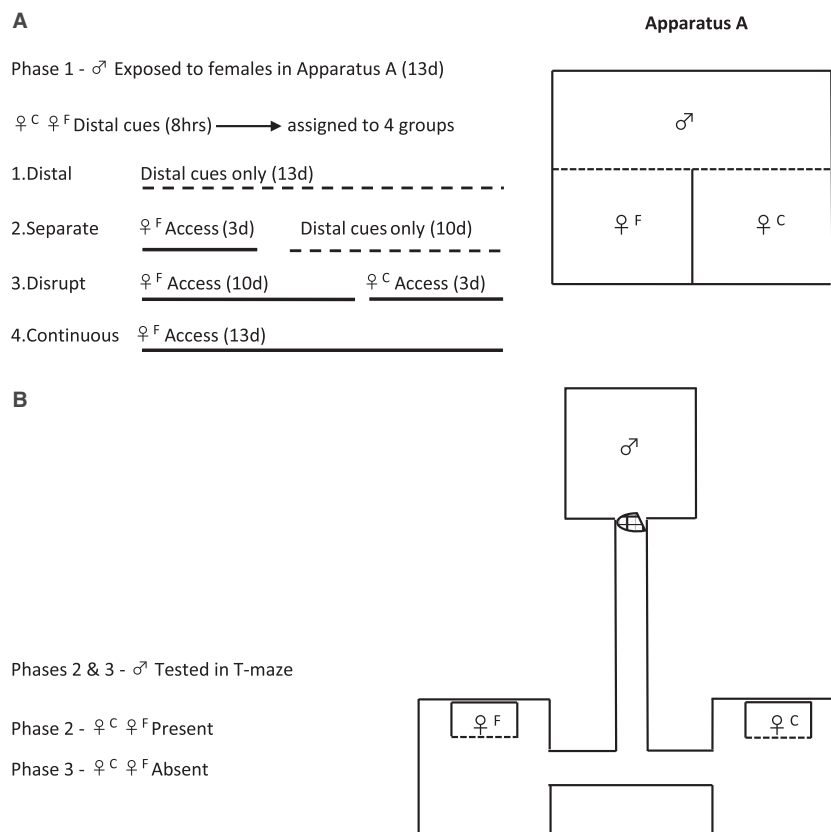 A
Apparatus A
Phase 1 - ♂ Exposed to females in Apparatus A (13d)
♀ C ♀ F Distal cues (8hrs) → assigned to 4 groups
♂
1.Distal Distal cues only (13d)
2.Separate ♀ F Access (3d) Distal cues only (10d)
♀ F ♀ C
3.Disrupt ♀ F Access (10d) ♀ C Access (3d)
4.Continuous ♀ F Access (13d)
B
♂
Phases 2 & 3 - ♂ Tested in T-maze
Phase 2 - ♀ C ♀ F Present
♀ F ♀ C
Phase 3 - ♀ C ♀ F Absent